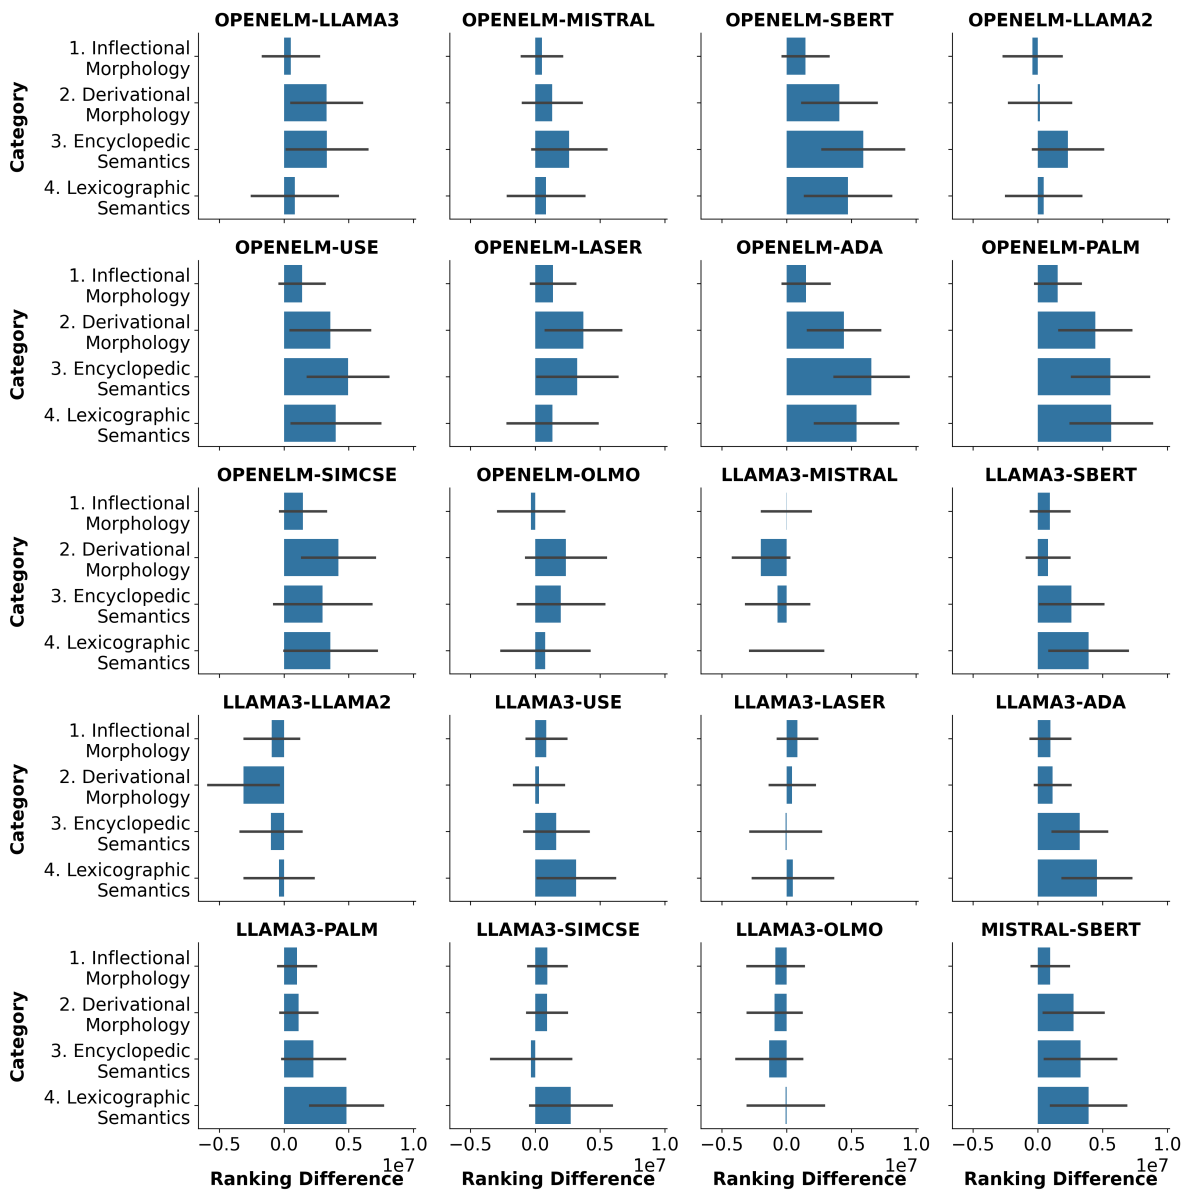 OPENELM-LLAMA3 OPENELM-MISTRAL OPENELM-SBERT OPENELM-LLAMA2
Category
1. Inflectional
Morphology
2. Derivational
Morphology
3. Encyclopedic
Semantics
4. Lexicographic
Semantics
OPENELM-USE OPENELM-LASER OPENELM-ADA OPENELM-PALM
Category
1. Inflectional
Morphology
2. Derivational
Morphology
3. Encyclopedic
Semantics
4. Lexicographic
Semantics
OPENELM-SIMCSE OPENELM-OLMO LLAMA3-MISTRAL LLAMA3-SBERT
Category
1. Inflectional
Morphology
2. Derivational
Morphology
3. Encyclopedic
Semantics
4. Lexicographic
Semantics
LLAMA3-LLAMA2 LLAMA3-USE LLAMA3-LASER LLAMA3-ADA
Category
1. Inflectional
Morphology
2. Derivational
Morphology
3. Encyclopedic
Semantics
4. Lexicographic
Semantics
LLAMA3-PALM LLAMA3-SIMCSE LLAMA3-OLMO MISTRAL-SBERT
Category
1. Inflectional
Morphology
2. Derivational
Morphology
3. Encyclopedic
Semantics
4. Lexicographic
Semantics
−0.5 0.0 0.5 1.0 −0.5 0.0 0.5 1.0 −0.5 0.0 0.5 1.0 −0.5 0.0 0.5 1.0
1e7 1e7 1e7 1e7
Ranking Difference Ranking Difference Ranking Difference Ranking Difference